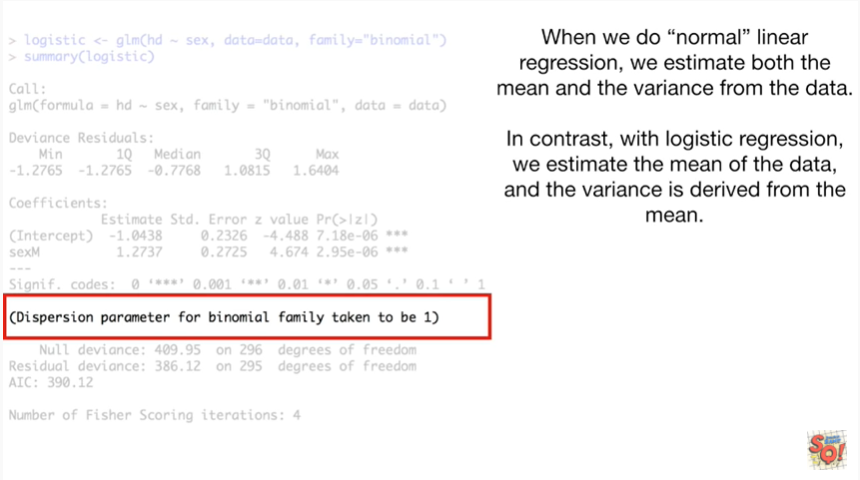 > logistic <- glm(hd ~ sex, data=data, family="binomial")
> summary(logistic)
Call:
glm(formula = hd ~ sex, family = "binomial", data = data)
Deviance Residuals:
Min 1Q Median 3Q Max
-1.2765 -1.2765 -0.7768 1.0815 1.6404
Coefficients:
Estimate Std. Error z value Pr(>|z|)
(Intercept) -1.0438 0.2326 -4.488 7.18e-06 ***
sexM 1.2737 0.2725 4.674 2.95e-06 ***
---
Signif. codes: 0 ‘***’ 0.001 ‘**’ 0.01 ‘*’ 0.05 ‘.’ 0.1 ‘ ’ 1
(Dispersion parameter for binomial family taken to be 1)
Null deviance: 409.95 on 296 degrees of freedom
Residual deviance: 386.12 on 295 degrees of freedom
AIC: 390.12
Number of Fisher Scoring iterations: 4
When we do “normal” linear
regression, we estimate both the
mean and the variance from the data.
In contrast, with logistic regression,
we estimate the mean of the data,
and the variance is derived from the
mean.
SQ!